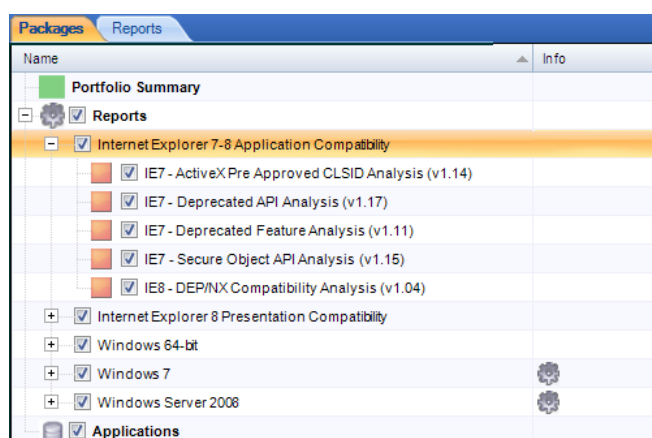 Packages Reports
Name Info
Portfolio Summary
Reports
Internet Explorer 7-8 Application Compatibility
IE7 - ActiveX Pre Approved CLSID Analysis (v1.14)
IE7 - Deprecated API Analysis (v1.17)
IE7 - Deprecated Feature Analysis (v1.11)
IE7 - Secure Object API Analysis (v1.15)
IE8 - DEP/NX Compatibility Analysis (v1.04)
Internet Explorer 8 Presentation Compatibility
Windows 64-bit
Windows 7
Windows Server 2008
Applications